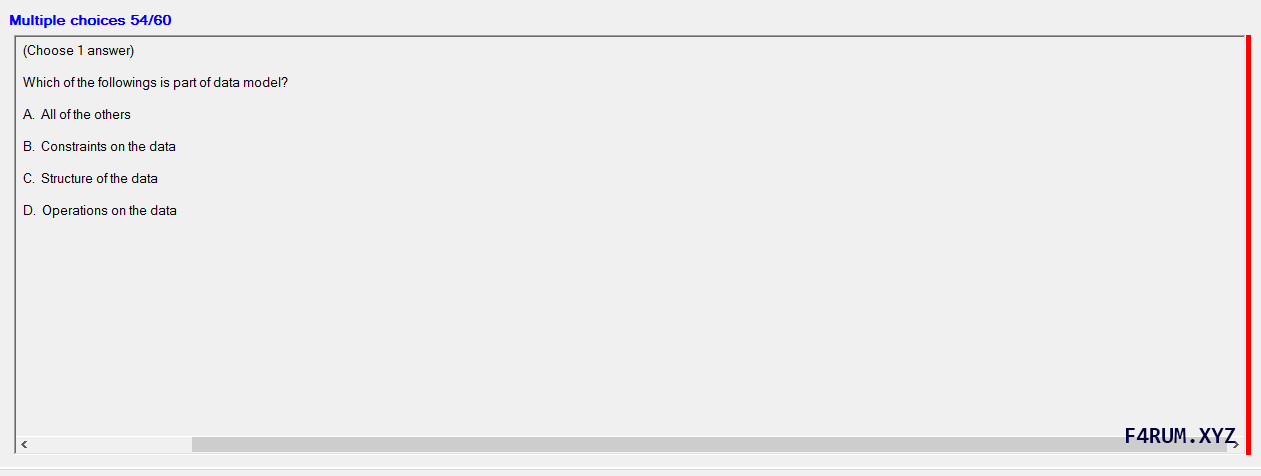 Multiple choices 54/60
(Choose 1 answer)
Which of the followings is part of data model?
A. All of the others
B. Constraints on the data
C. Structure of the data
D. Operations on the data
F4RUM.XYZ